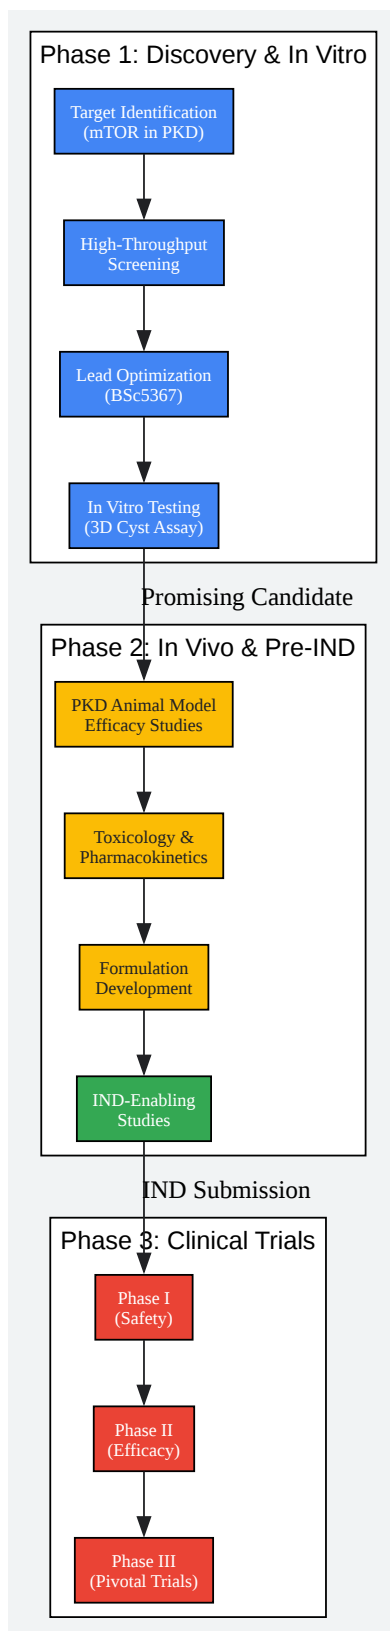 Phase 1: Discovery & In Vitro
Target Identification
(mTOR in PKD)
High-Throughput
Screening
Lead Optimization
(BSc5367)
In Vitro Testing
(3D Cyst Assay)
Promising Candidate
Phase 2: In Vivo & Pre-IND
PKD Animal Model
Efficacy Studies
Toxicology &
Pharmacokinetics
Formulation
Development
IND-Enabling
Studies
IND Submission
Phase 3: Clinical Trials
Phase I
(Safety)
Phase II
(Efficacy)
Phase III
(Pivotal Trials)